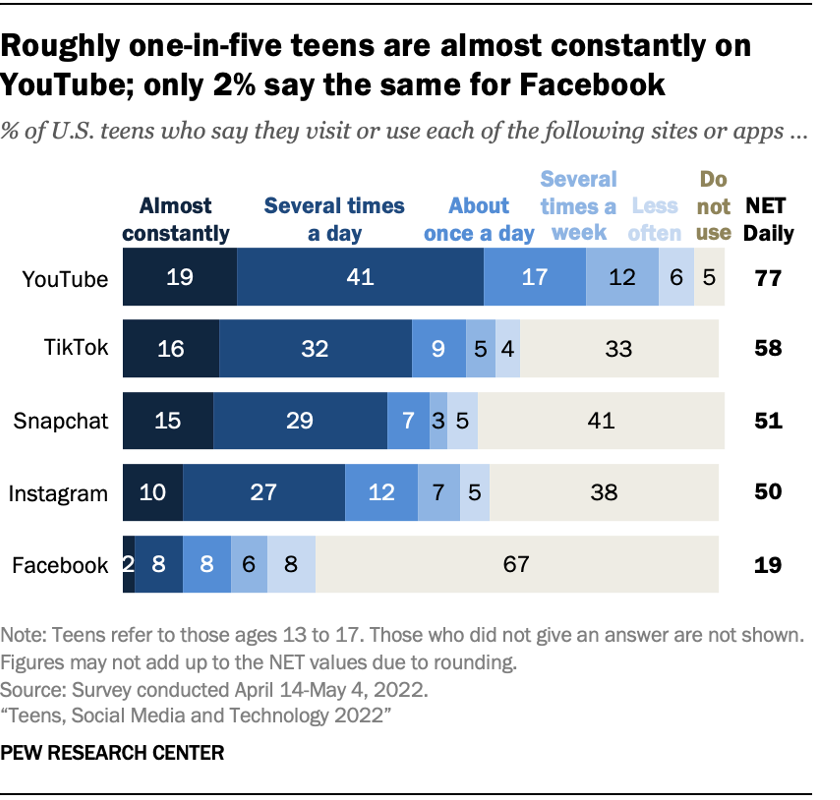 Roughly one-in-five teens are almost constantly on
YouTube; only 2% say the same for Facebook
% of U.S. teens who say they visit or use each of the following sites or apps ...
Almost constantly
Several times a day
About once a day
Several times a week
Less often
Do not use
NET Daily
YouTube 19 41 17 12 6 5 77
TikTok 16 32 9 5 4 33 58
Snapchat 15 29 7 3 5 41 51
Instagram 10 27 12 7 5 38 50
Facebook 2 8 8 6 8 67 19
Note: Teens refer to those ages 13 to 17. Those who did not give an answer are not shown.
Figures may not add up to the NET values due to rounding.
Source: Survey conducted April 14-May 4, 2022.
“Teens, Social Media and Technology 2022”
PEW RESEARCH CENTER